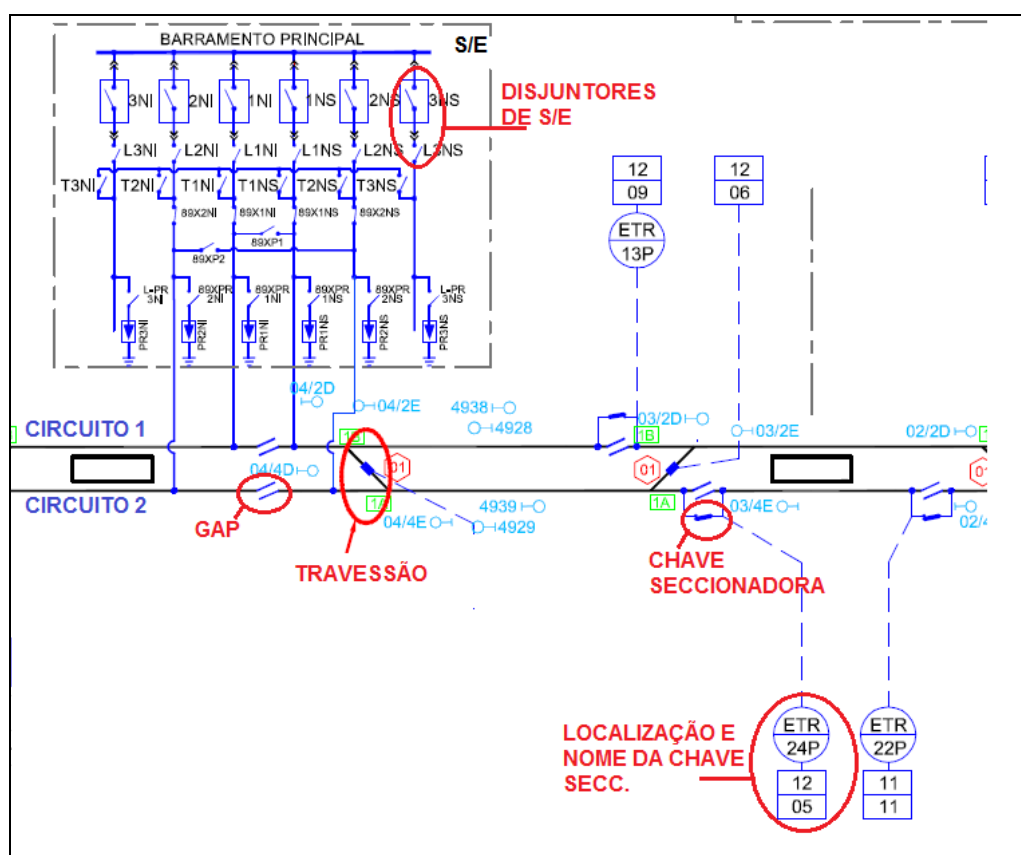 BARRAMENTO PRINCIPAL
S/E
3NI 2NI 1NI 1NS 2NS 3NS
DISJUNTORES
DE S/E
L3NI L2NI L1NI L1NS L2NS L3NS
T3NI T2NI T1NI T1NS T2NS T3NS
89X2NI 89X1NI 89X1NS 89X2NS
89XP1
89XP2
L-PR
3NI
89XPR
2NI
89XPR
1NI
89XPR
1NS
89XPR
2NS
L-PR
3NS
PR3NI PR2NI PR1NI PR1NS PR2NS PR3NS
12
09
ETR
13P
12
06
04/2D
04/2E
4938
4928
03/2D
03/2E
02/2D
CIRCUITO 1
1B
1B
01
01
01
04/4D
CIRCUITO 2
1A
1A
GAP
04/4E
4939
4929
03/4E
02/4
TRAVESSÃO
CHAVE
SECCIONADORA
LOCALIZAÇÃO E
NOME DA CHAVE
SECC.
ETR
24P
12
05
ETR
22P
11
11